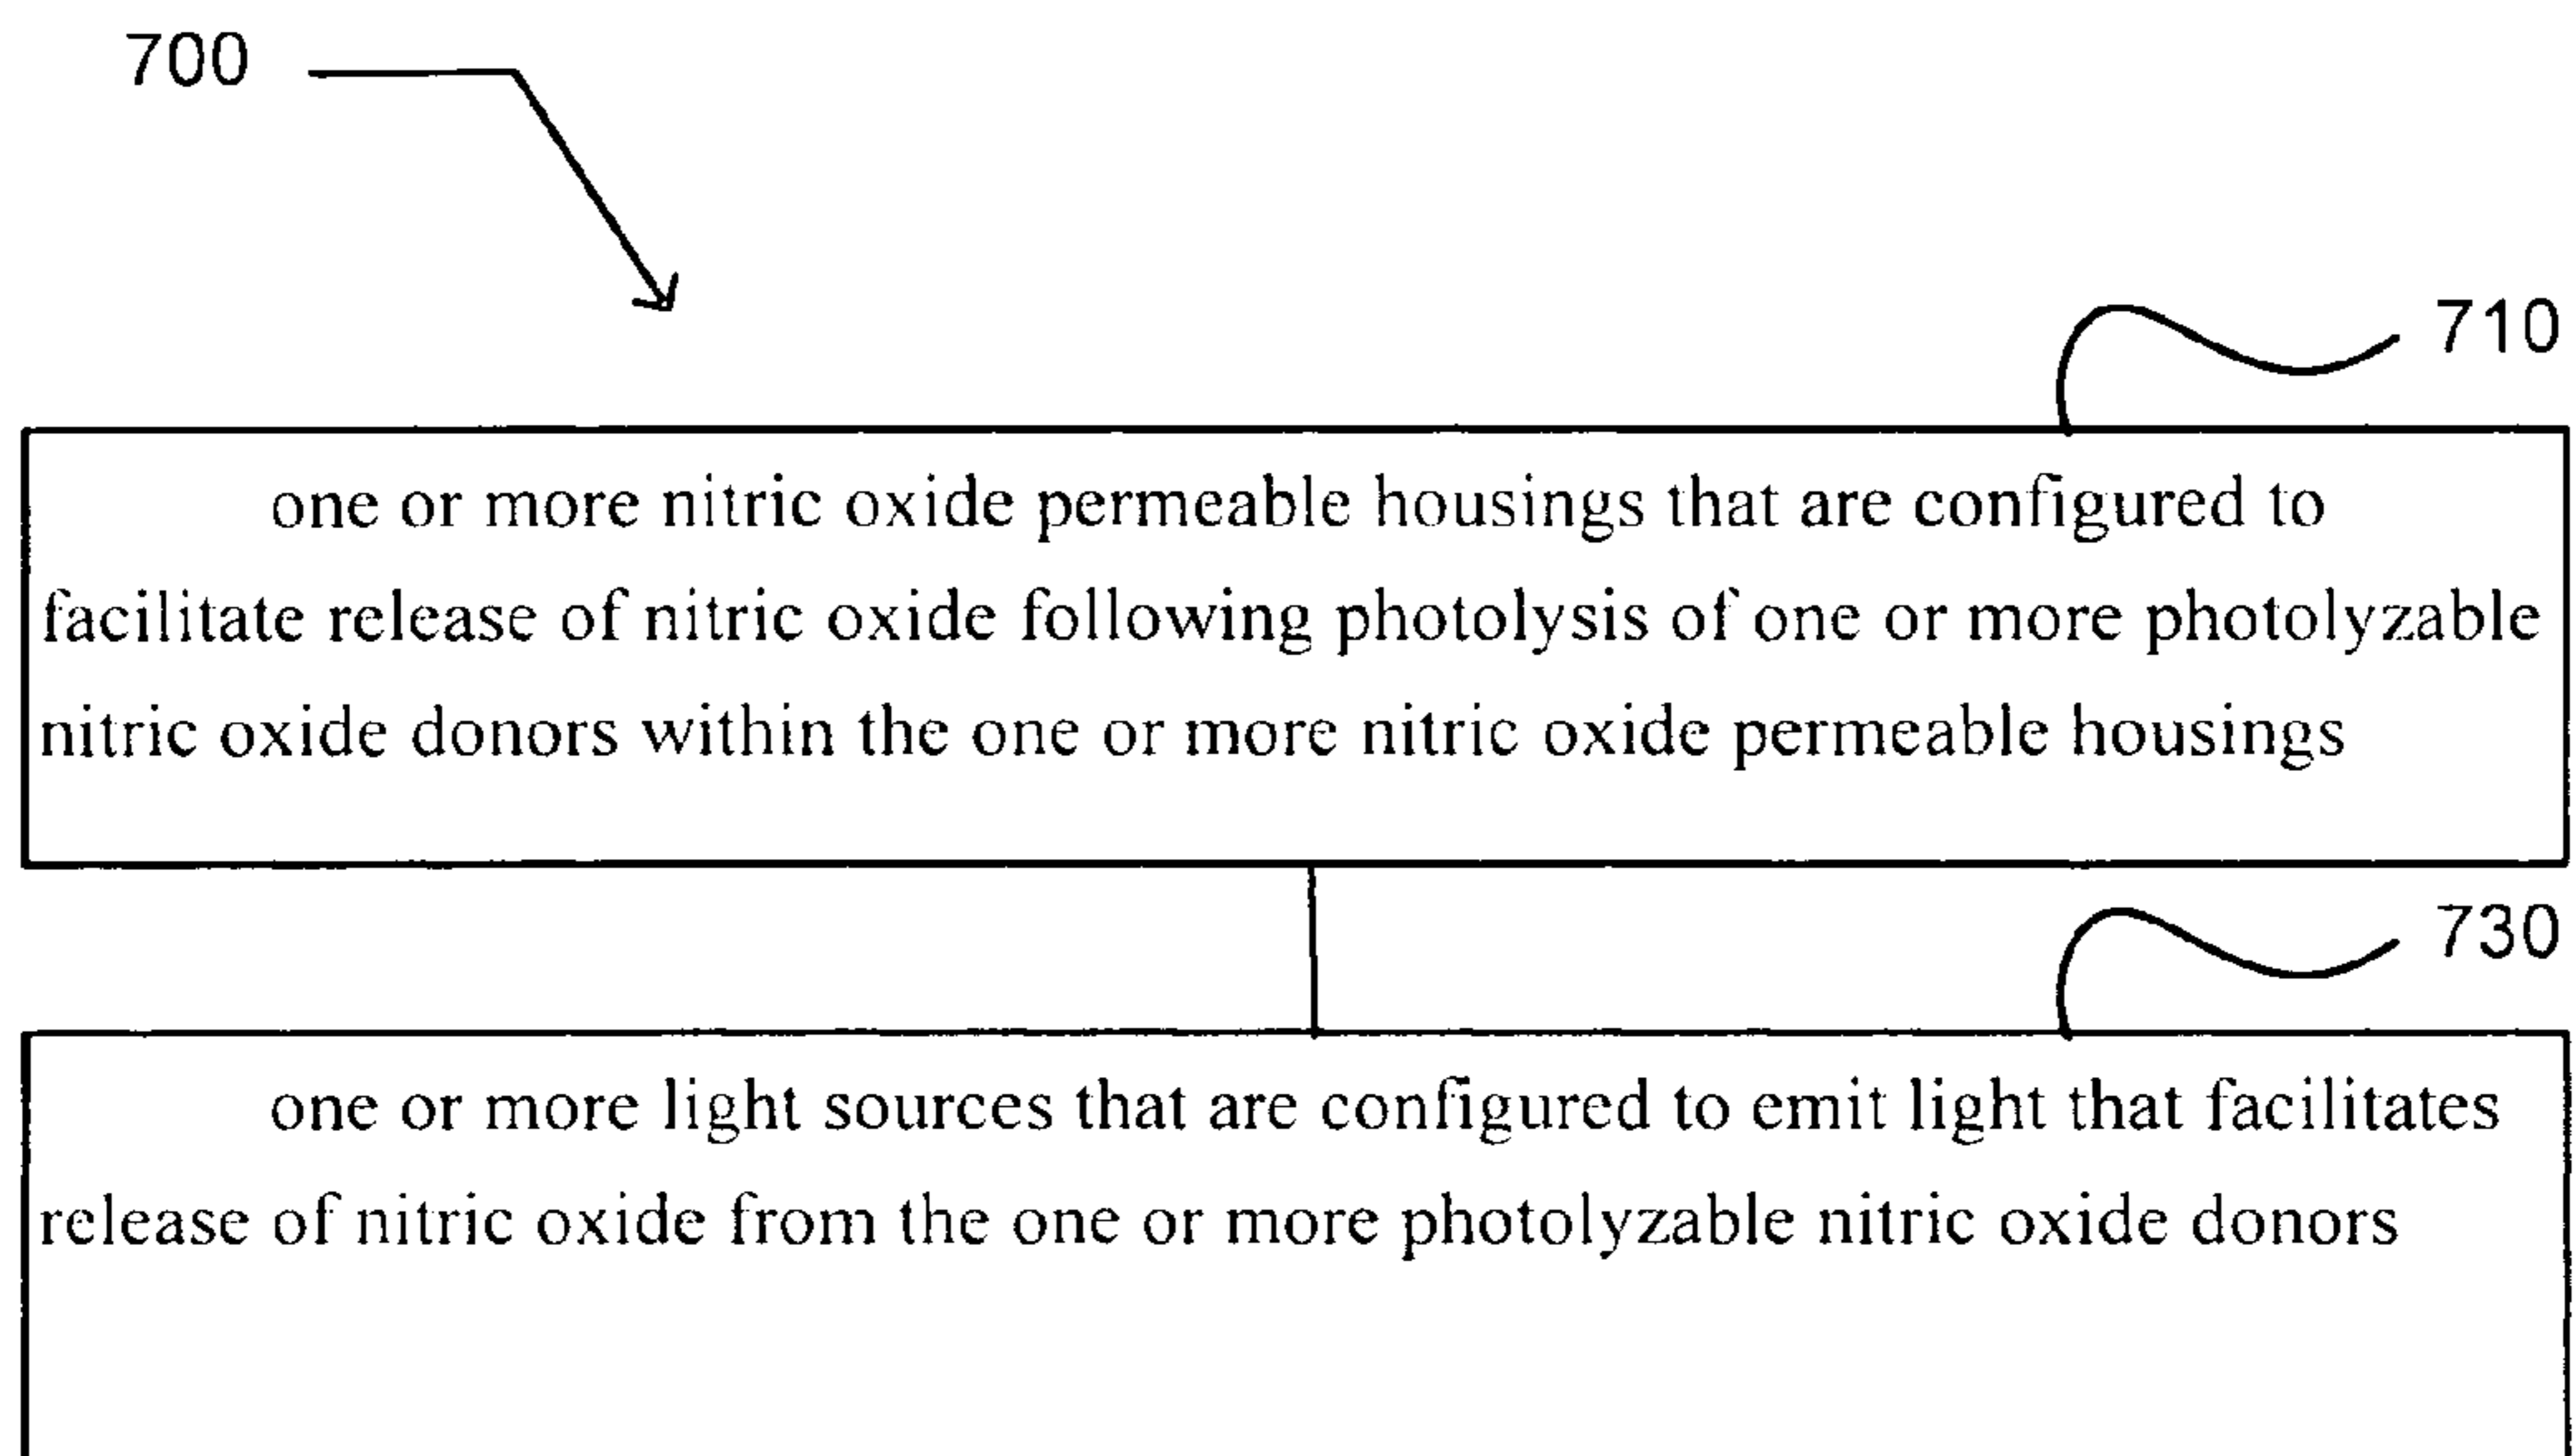 700
710
one or more nitric oxide permeable housings that are configured to
facilitate release of nitric oxide following photolysis of one or more photolyzable
nitric oxide donors within the one or more nitric oxide permeable housings
730
one or more light sources that are configured to emit light that facilitates
release of nitric oxide from the one or more photolyzable nitric oxide donors